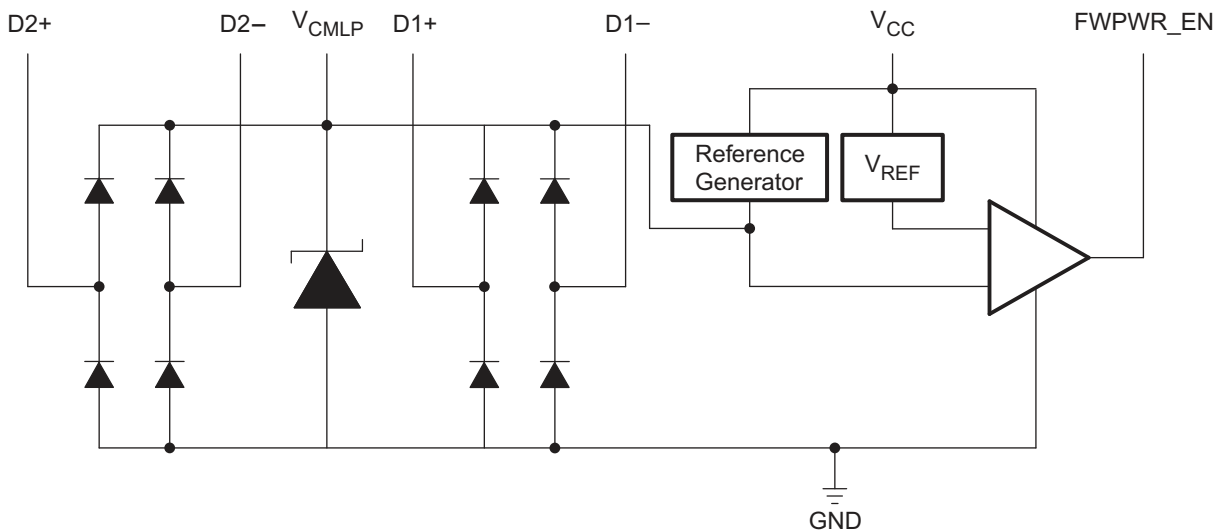 D2+
D2−
VCMLP
D1+
D1−
VCC
FWPWR_EN
Reference
Generator
VREF
GND